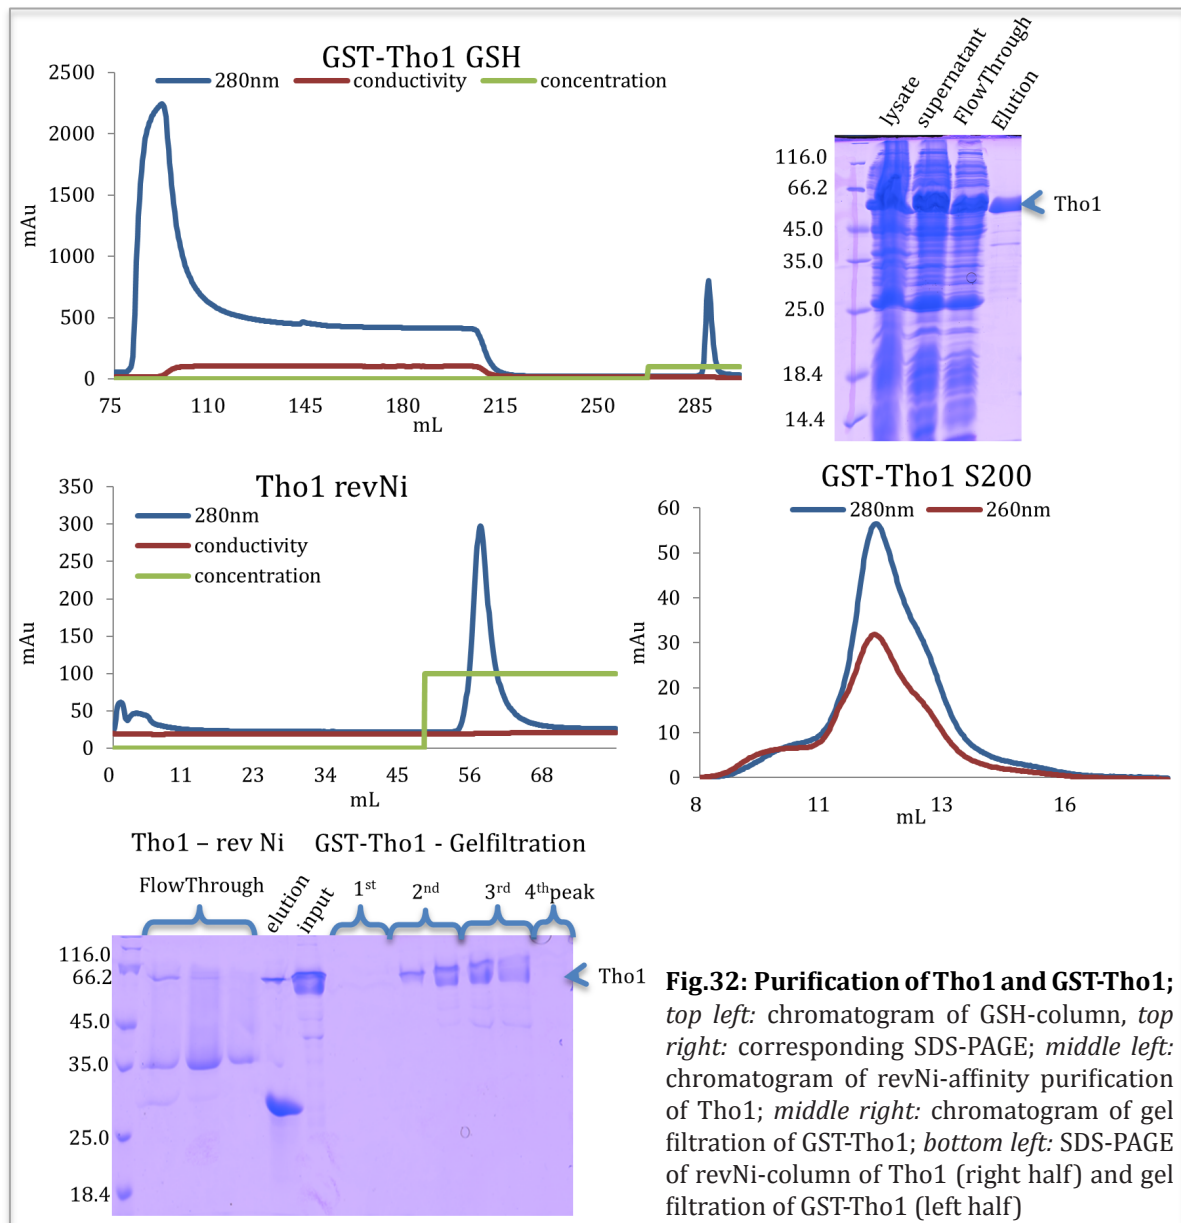 GST-Tho1 GSH
280nm conductivity concentration
2500
2000
1500
1000
500
0
mAu
75 110 145 180 215 250 285
mL
lysate
supernatant
FlowThrough
Elution
116.0
66.2
45.0
35.0
25.0
18.4
14.4
Tho1
Tho1 revNi
280nm
conductivity
concentration
350
300
250
200
150
100
50
0
mAu
0 11 23 34 45 56 68
mL
GST-Tho1 S200
280nm 260nm
60
50
40
30
20
10
0
mAu
8 11 13 16
mL
Tho1 – rev Ni GST-Tho1 - Gelfiltration
FlowThrough elution input 1st 2nd 3rd 4th peak
116.0
66.2
45.0
35.0
25.0
18.4
Tho1
Fig.32: Purification of Tho1 and GST-Tho1;
top left: chromatogram of GSH-column, top
right: corresponding SDS-PAGE; middle left:
chromatogram of revNi-affinity purification
of Tho1; middle right: chromatogram of gel
filtration of GST-Tho1; bottom left: SDS-PAGE
of revNi-column of Tho1 (right half) and gel
filtration of GST-Tho1 (left half)